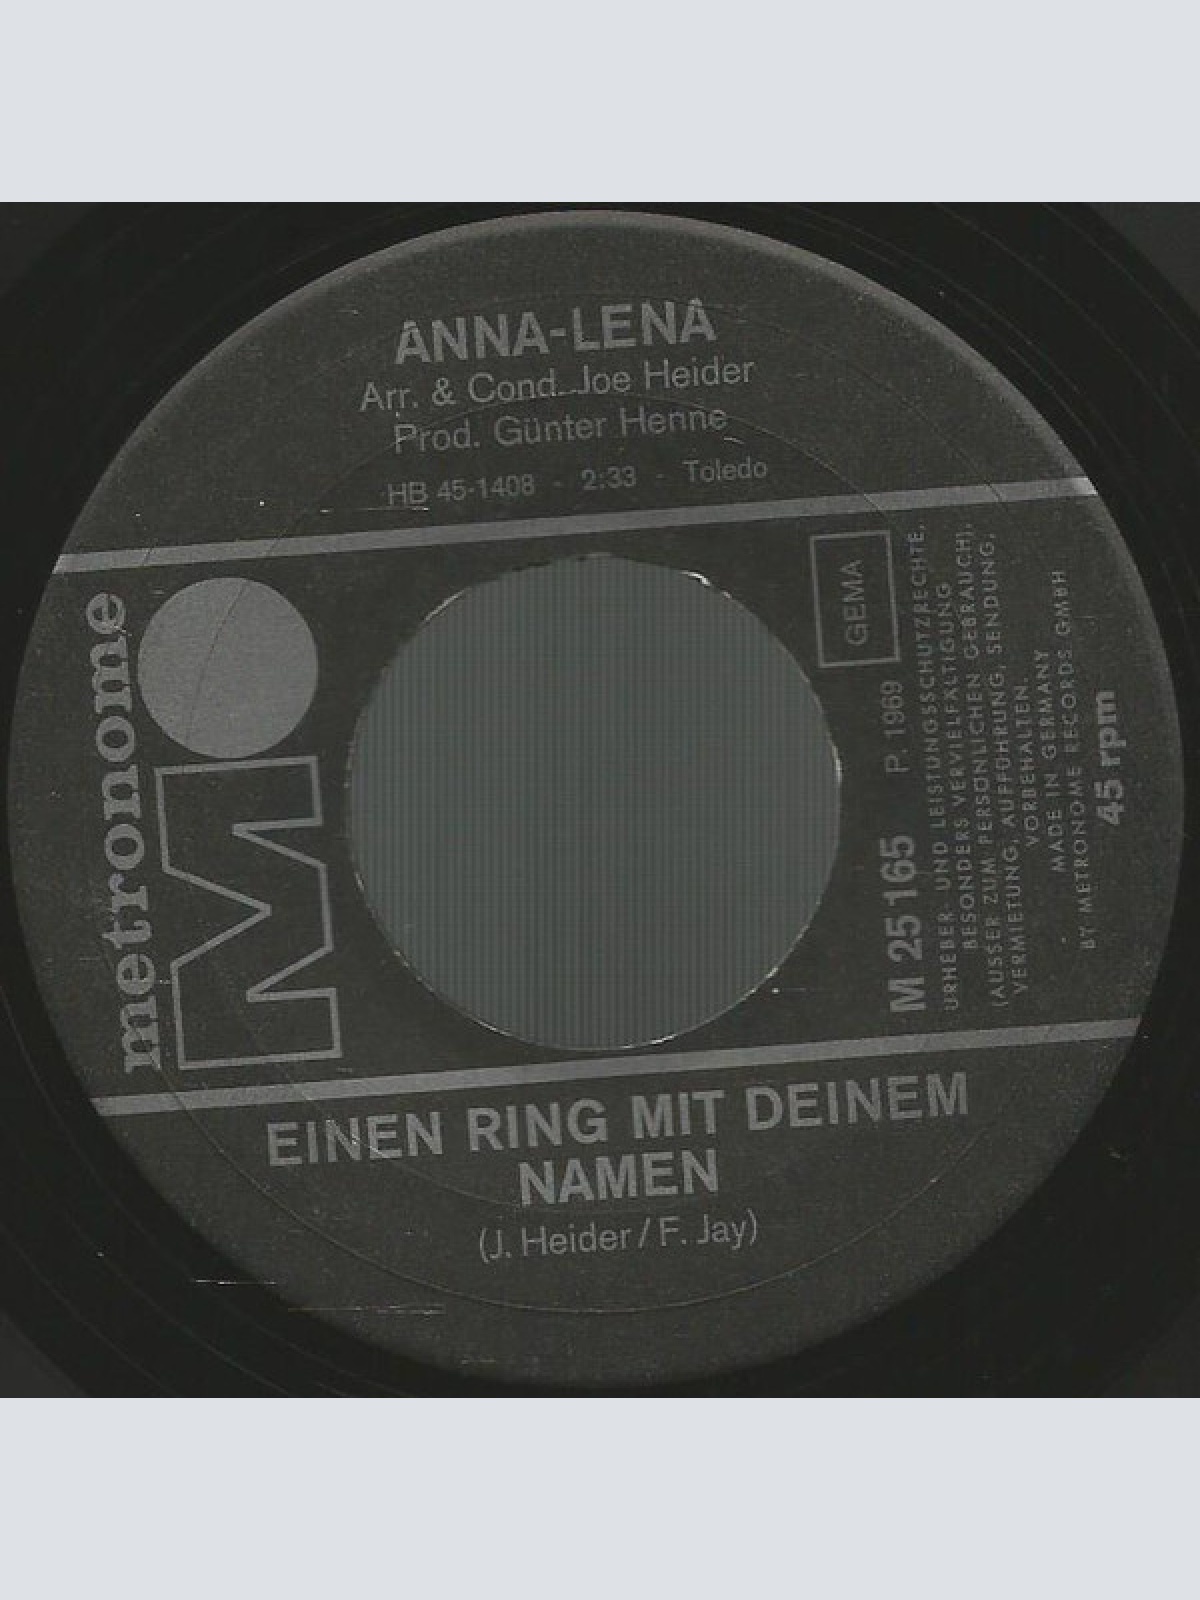 ANNA-LENA
Arr. & Cond. Joe Heider
Prod. Günter Henne
HB 45-1408 - 2:33 - Toledo
metronome
M
GEMA
M 25 165 P. 1969
URHEBER- UND LEISTUNGSSCHUTZRECHTE,
BESONDERS VERVIELFÄLTIGUNG
(AUSSER ZUM PERSÖNLICHEN GEBRAUCH),
VERMIETUNG, AUFFÜHRUNG, SENDUNG,
VORBEHALTEN.
MADE IN GERMANY
BY METRONOME RECORDS GMBH
45 rpm
EINEN RING MIT DEINEM
NAMEN
(J. Heider / F. Jay)